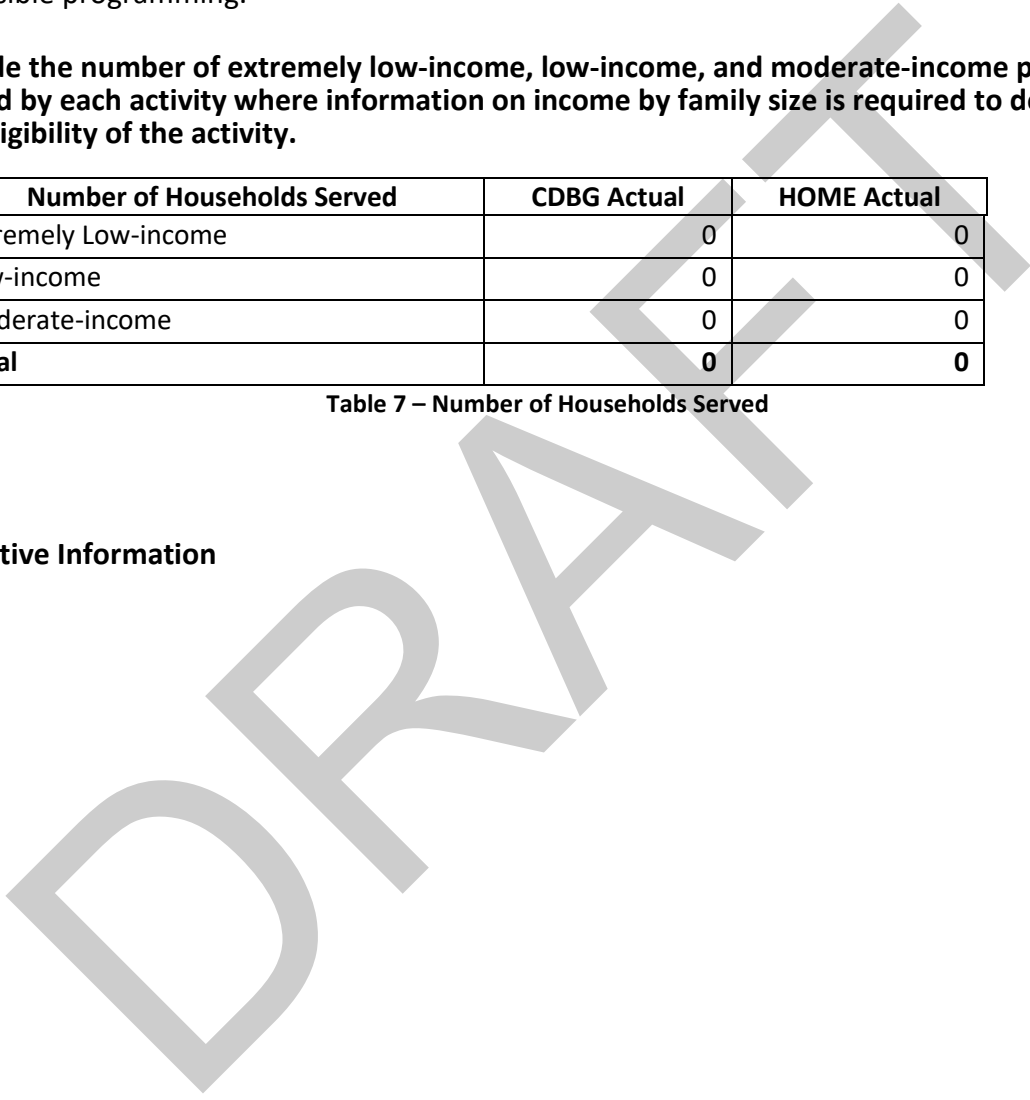 sible programming.
de the number of extremely low-income, low-income, and moderate-income p
d by each activity where information on income by family size is required to de
igibility of the activity.
Number of Households Served CDBG Actual HOME Actual
remely Low-income 0 0
-income 0 0
derate-income 0 0
al 0 0
Table 7 – Number of Households Served
tive Information
DRAFT